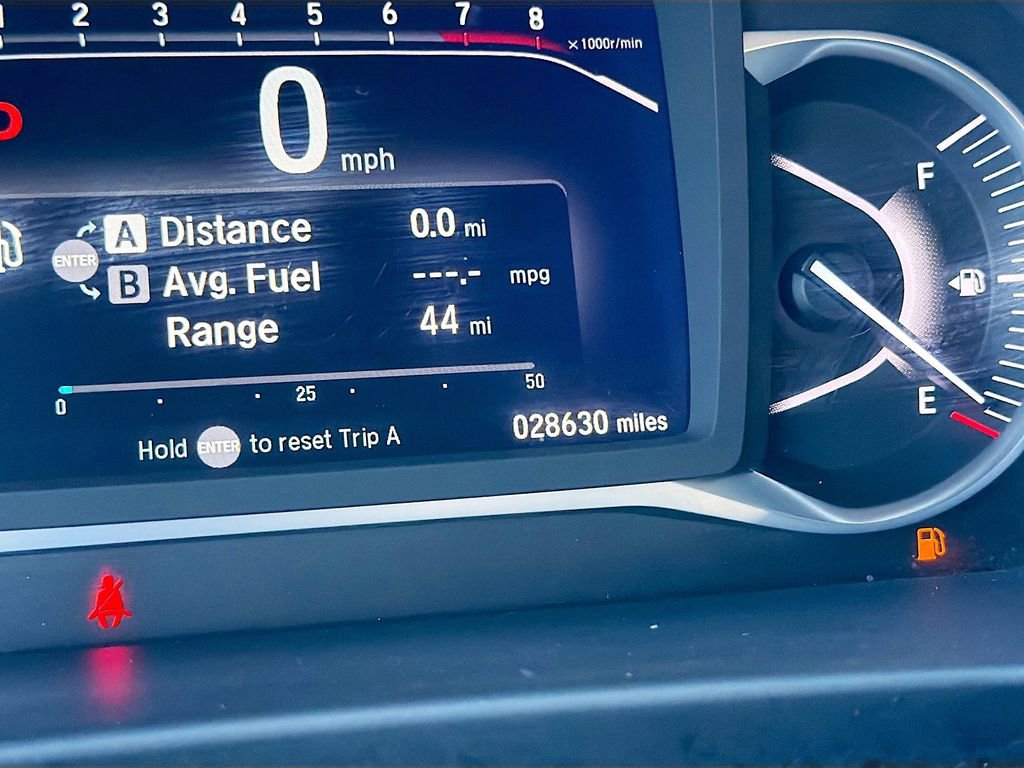 1 2 3 4 5 6 7 8
×1000r/min
0 mph
F
A Distance 0.0 mi
ENTER
B Avg. Fuel ---.- mpg
Range 44 mi
E
0 25 50
028630 miles
Hold ENTER to reset Trip A